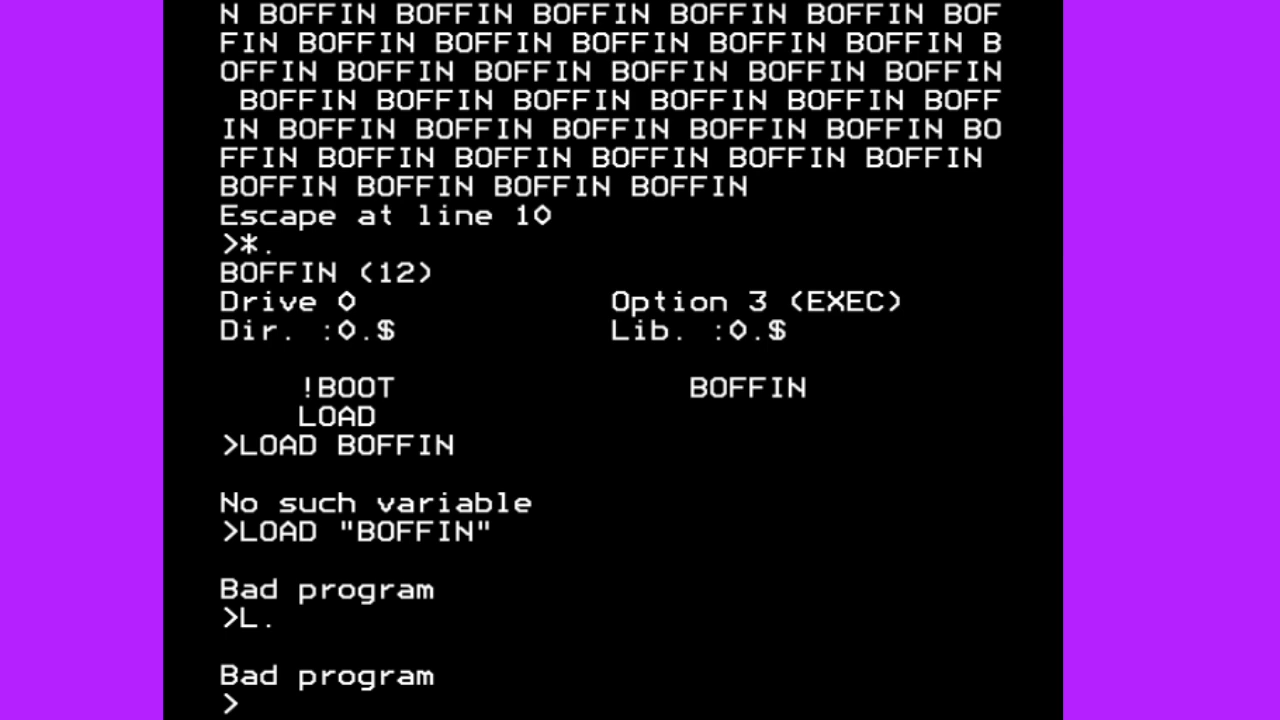 N BOFFIN BOFFIN BOFFIN BOFFIN BOFFIN BOF
FIN BOFFIN BOFFIN BOFFIN BOFFIN BOFFIN B
OFFIN BOFFIN BOFFIN BOFFIN BOFFIN BOFFIN
 BOFFIN BOFFIN BOFFIN BOFFIN BOFFIN BOFF
IN BOFFIN BOFFIN BOFFIN BOFFIN BOFFIN BO
FFIN BOFFIN BOFFIN BOFFIN BOFFIN BOFFIN
BOFFIN BOFFIN BOFFIN BOFFIN
Escape at line 10
>*.
BOFFIN (12)
Drive 0 Option 3 (EXEC)
Dir. :0.$ Lib. :0.$
!BOOT BOFFIN
LOAD
>LOAD BOFFIN
No such variable
>LOAD "BOFFIN"
Bad program
>L.
Bad program
>